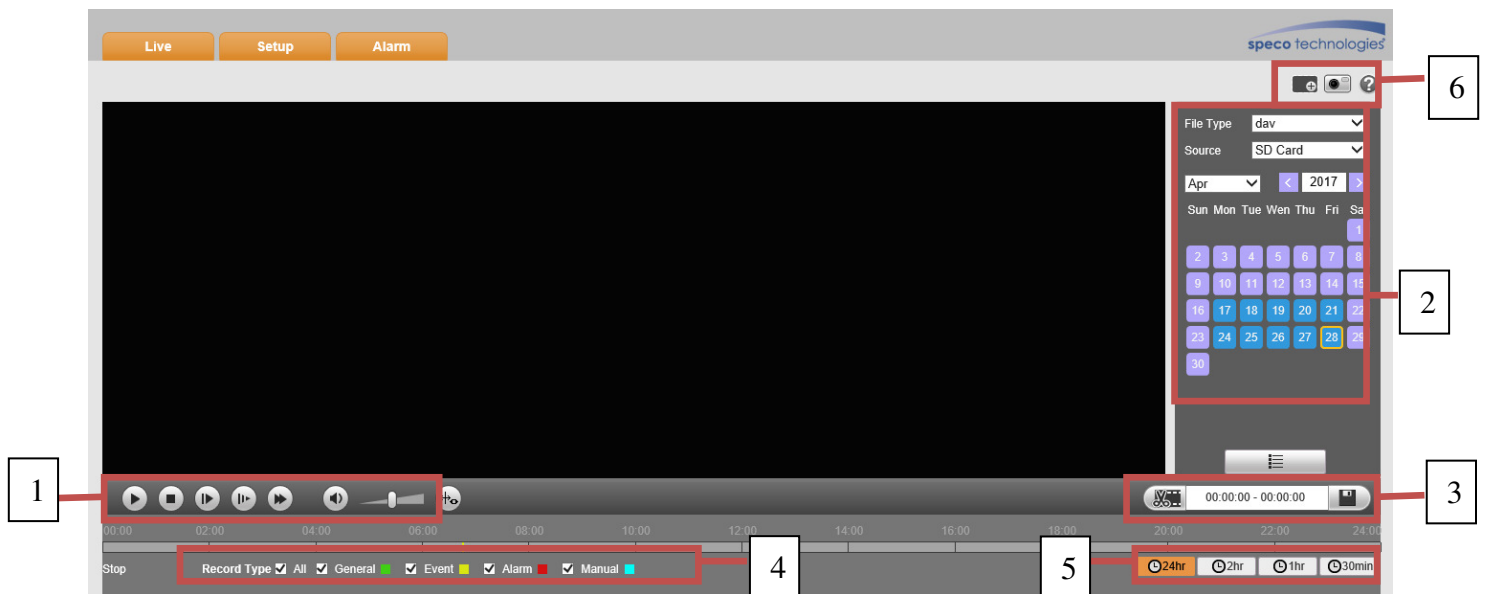 Live Setup Alarm
speco technologies
6
File Type dav
Source SD Card
Apr 2017
Sun Mon Tue Wen Thu Fri Sa
1
2 3 4 5 6 7 8
9 10 11 12 13 14 15
16 17 18 19 20 21 22
23 24 25 26 27 28 29
30
2
1
00:00:00 - 00:00:00
3
00:00 02:00 04:00 06:00 08:00 10:00 12:00 14:00 16:00 18:00 20:00 22:00 24:00
Stop Record Type All General Event Alarm Manual
4
5
24hr 2hr 1hr 30min